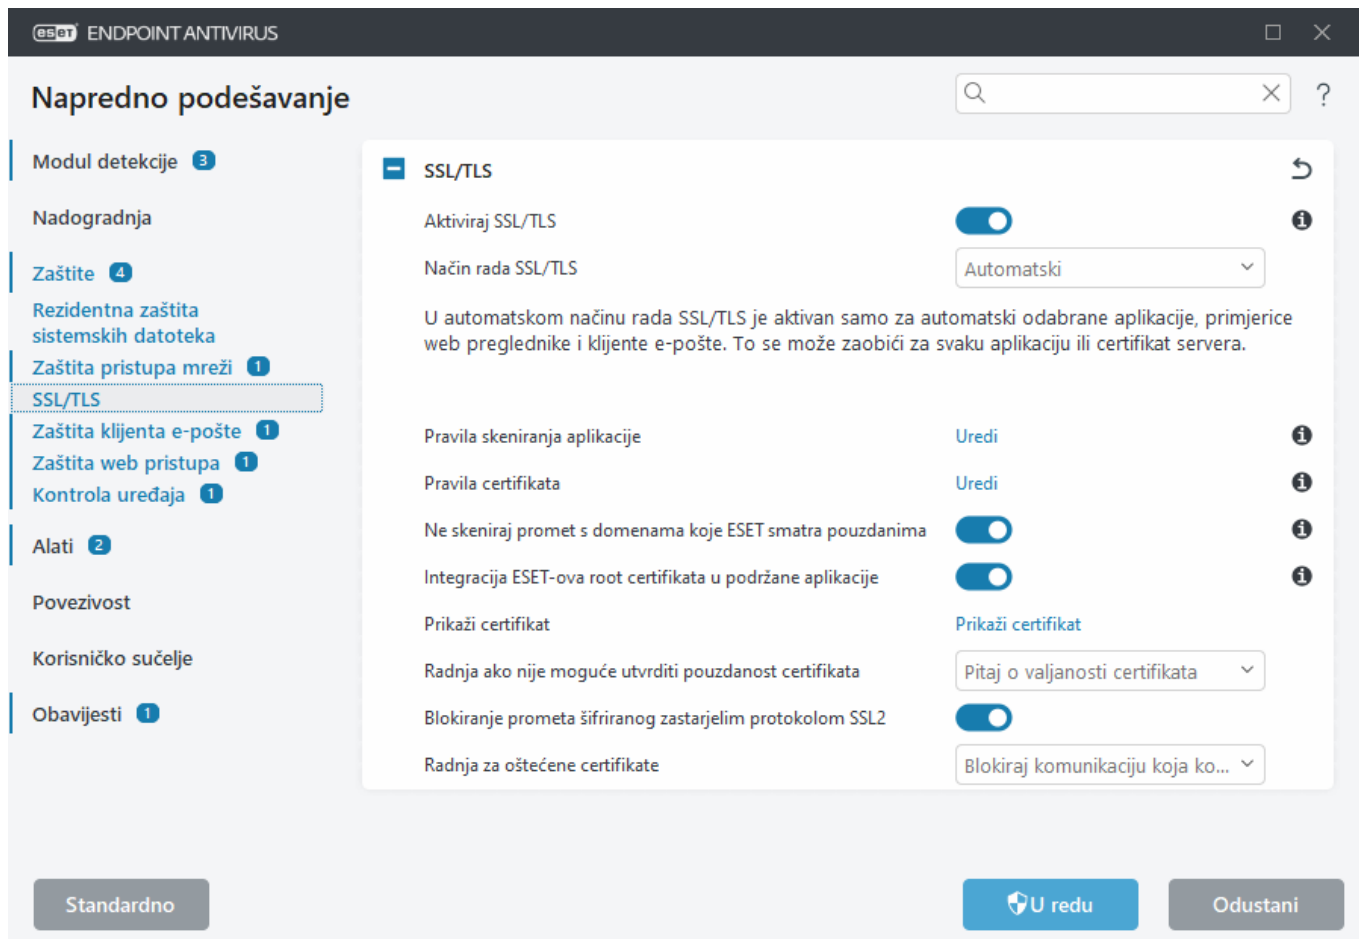 eset ENDPOINT ANTIVIRUS
Napredno podešavanje
?
Modul detekcije 3
Nadogradnja
Zaštite 4
Rezidentna zaštita
sistemskih datoteka
Zaštita pristupa mreži 1
SSL/TLS
Zaštita klijenta e-pošte 1
Zaštita web pristupa 1
Kontrola uređaja 1
Alati 2
Povezivost
Korisničko sučelje
Obavijesti 1
SSL/TLS
Aktiviraj SSL/TLS
Način rada SSL/TLS Automatski
U automatskom načinu rada SSL/TLS je aktivan samo za automatski odabrane aplikacije, primjerice
web preglednike i klijente e-pošte. To se može zaobići za svaku aplikaciju ili certifikat servera.
Pravila skeniranja aplikacije Uredi
Pravila certifikata Uredi
Ne skeniraj promet s domenama koje ESET smatra pouzdanima
Integracija ESET-ova root certifikata u podržane aplikacije
Prikaži certifikat Prikaži certifikat
Radnja ako nije moguće utvrditi pouzdanost certifikata Pitaj o valjanosti certifikata
Blokiranje prometa šifriranog zastarjelim protokolom SSL2
Radnja za oštećene certifikate Blokiraj komunikaciju koja ko...
Standardno U redu Odustani